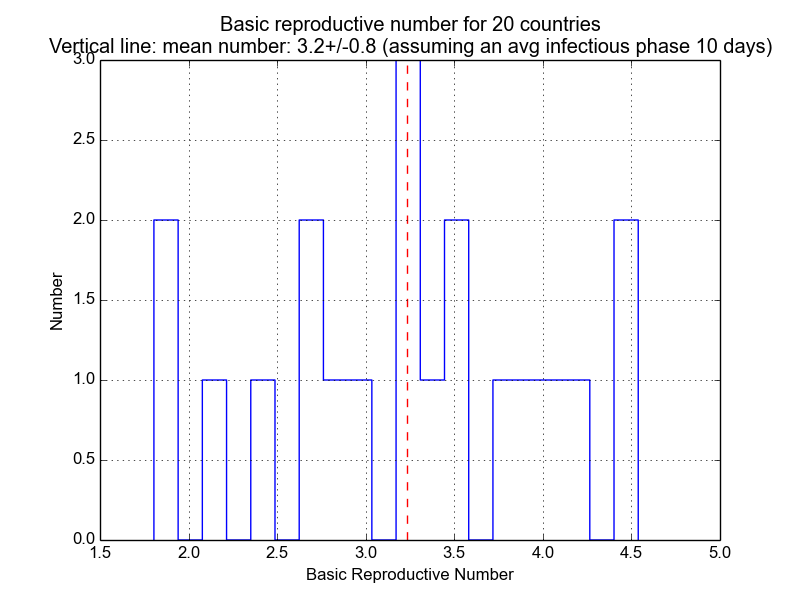 Basic reproductive number for 20 countries
Vertical line: mean number: 3.2+/-0.8 (assuming an avg infectious phase 10 days)
3.0
2.5
2.0
1.5
1.0
0.5
0.0
Number
1.5 2.0 2.5 3.0 3.5 4.0 4.5 5.0
Basic Reproductive Number